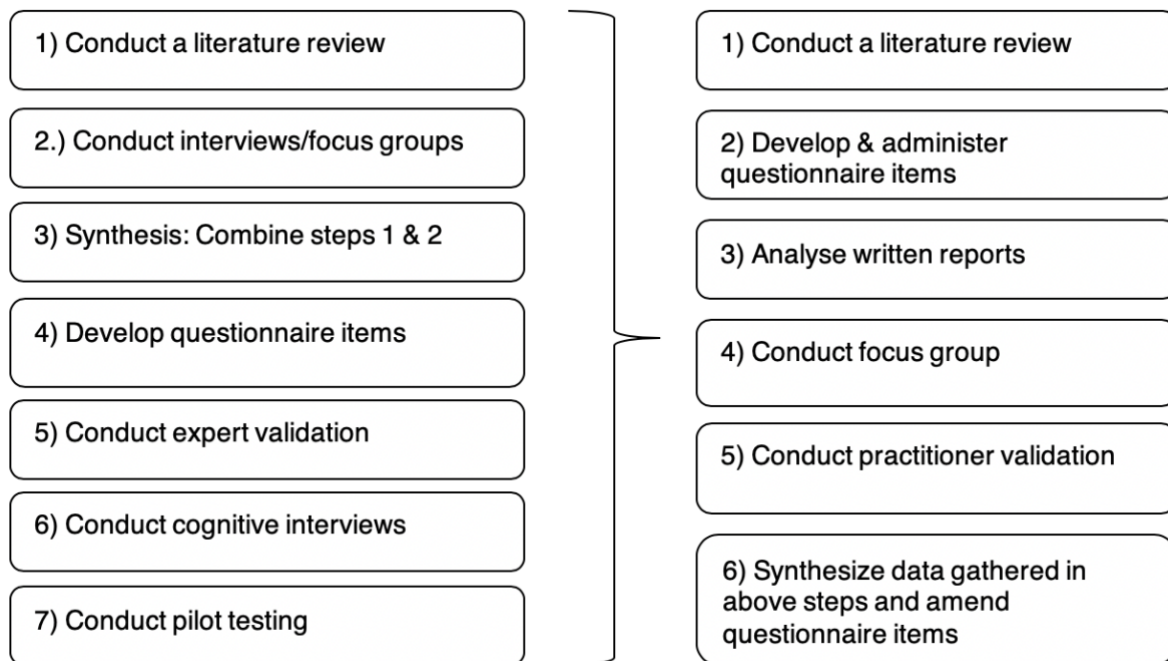 1) Conduct a literature review
2.) Conduct interviews/focus groups
3) Synthesis: Combine steps 1 & 2
4) Develop questionnaire items
5) Conduct expert validation
6) Conduct cognitive interviews
7) Conduct pilot testing
1) Conduct a literature review
2) Develop & administer
questionnaire items
3) Analyse written reports
4) Conduct focus group
5) Conduct practitioner validation
6) Synthesize data gathered in
above steps and amend
questionnaire items